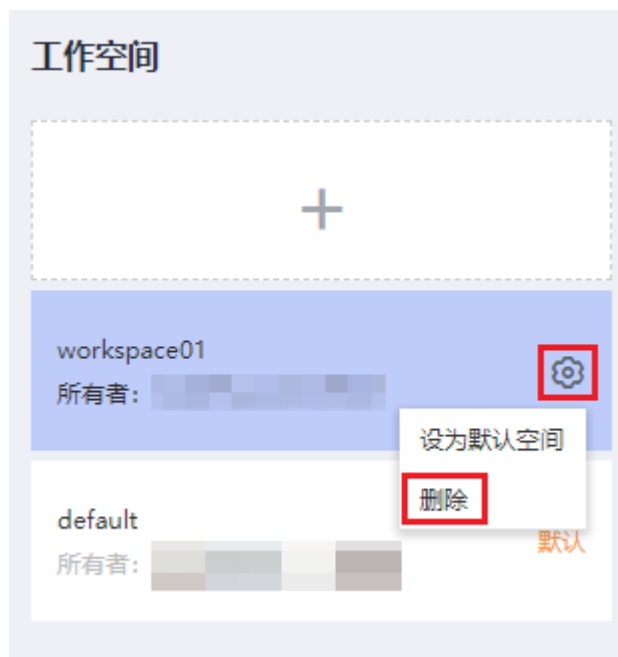 工作空间
workspace01
所有者：
设为默认空间
删除
default
默认
所有者：